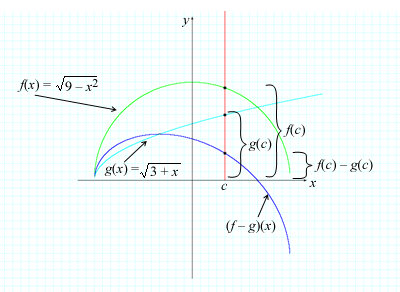 y
f(x) = √9 – x²
f(c)
g(c)
f(c) – g(c)
g(x) = √3 + x
c
x
(f – g)(x)